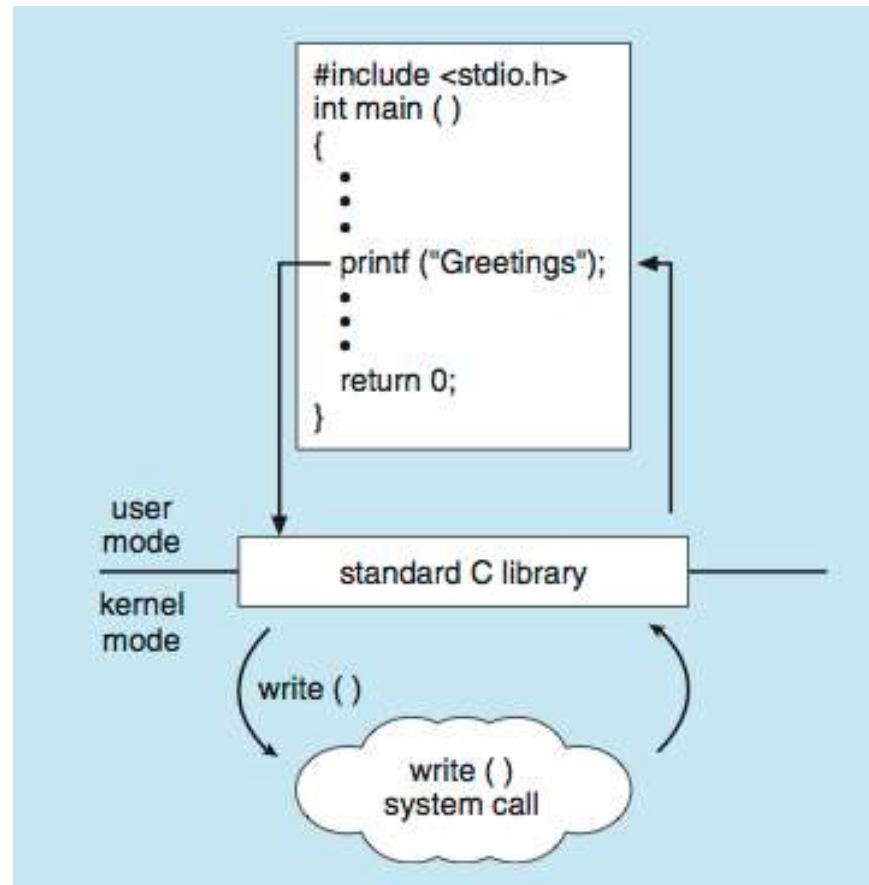 #include <stdio.h>
int main ( )
{
•
•
•
printf ("Greetings");
•
•
•
return 0;
}
user
mode
standard C library
kernel
mode
write ( )
write ( )
system call